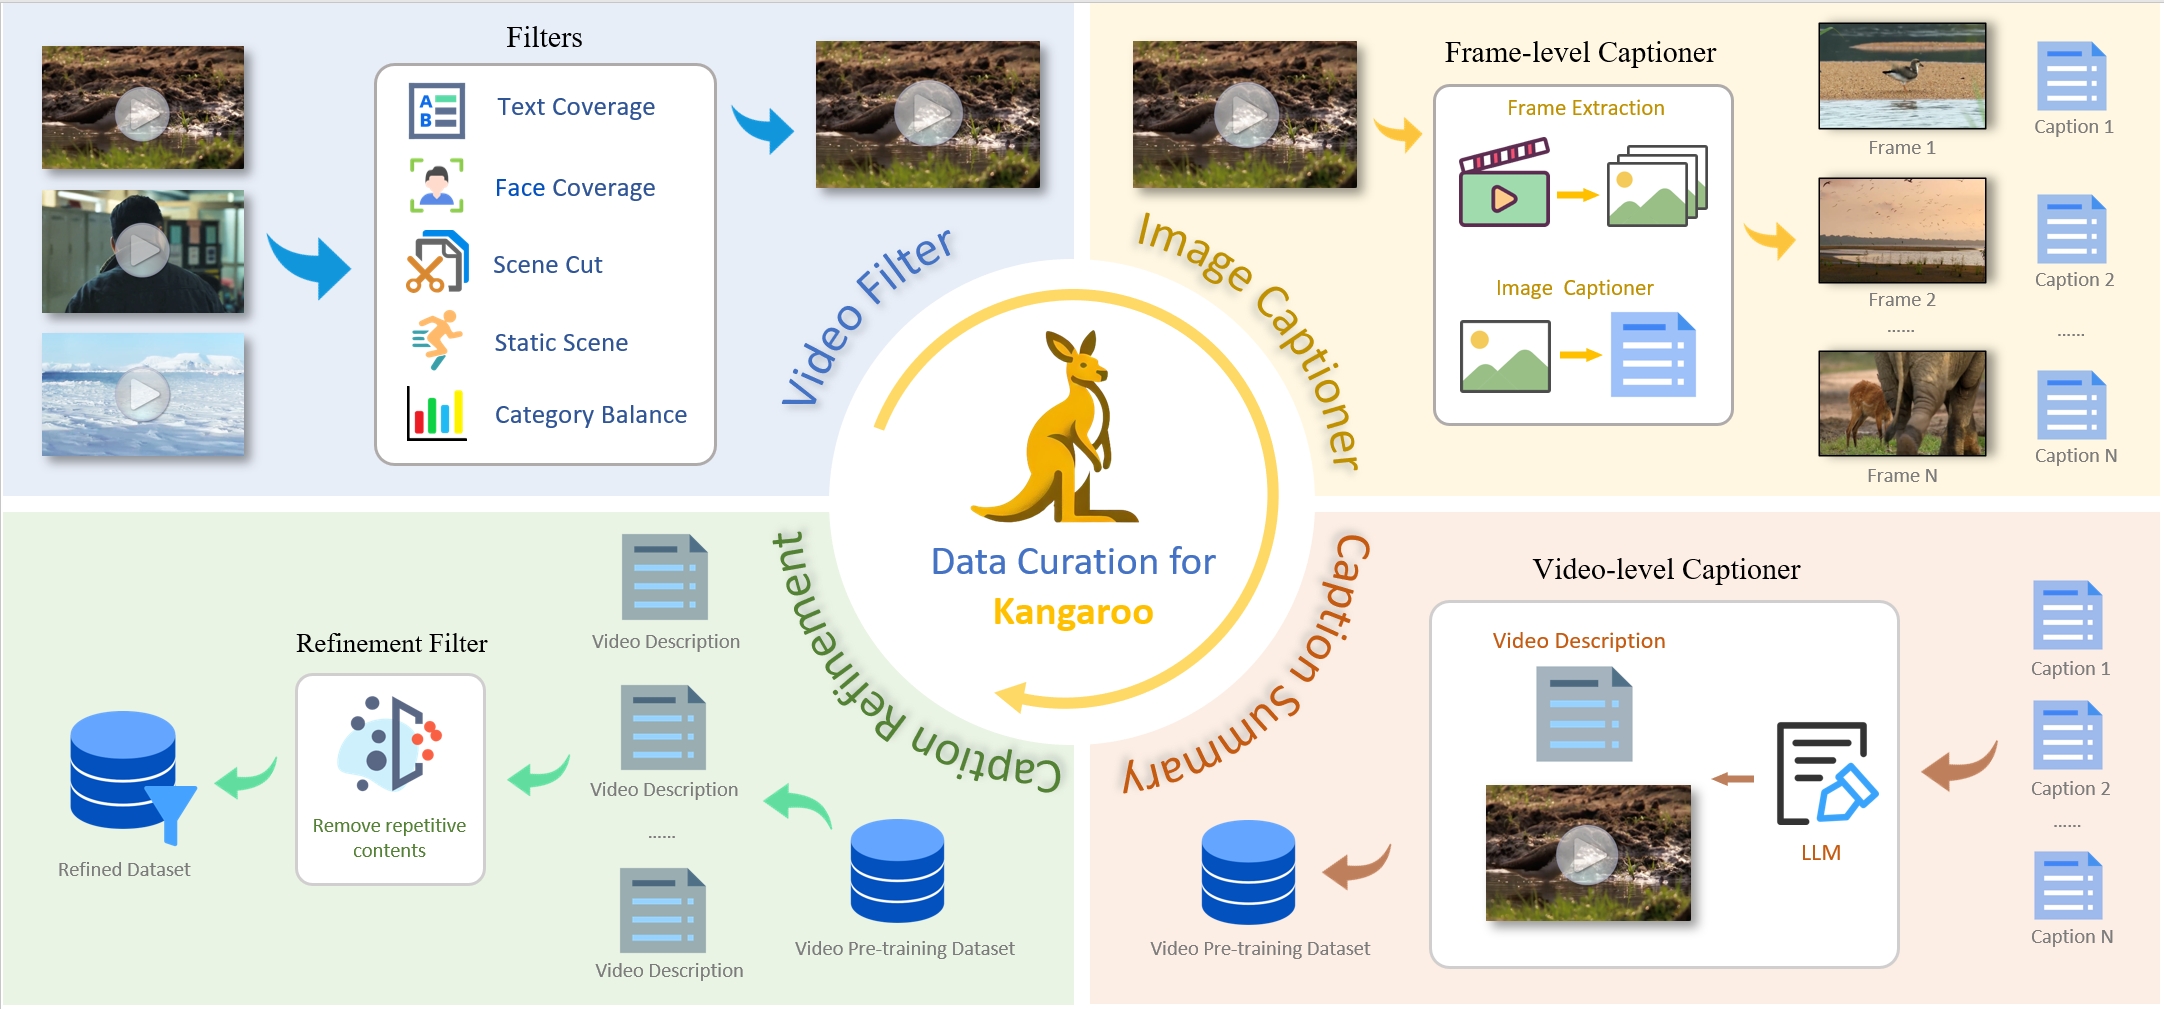 Filters
A
B
Text Coverage
Face Coverage
Scene Cut
Static Scene
Category Balance
Video Filter
Frame-level Captioner
Frame Extraction
Image Captioner
Frame 1
Caption 1
Frame 2
Caption 2
......
......
Frame N
Caption N
Image Captioner
Data Curation for
Kangaroo
Video-level Captioner
Video Description
LLM
Caption 1
Caption 2
......
Caption N
Video Pre-training Dataset
Caption Summary
Caption Refinement
Video Description
Video Description
......
Video Description
Video Pre-training Dataset
Refinement Filter
Remove repetitive
contents
Refined Dataset